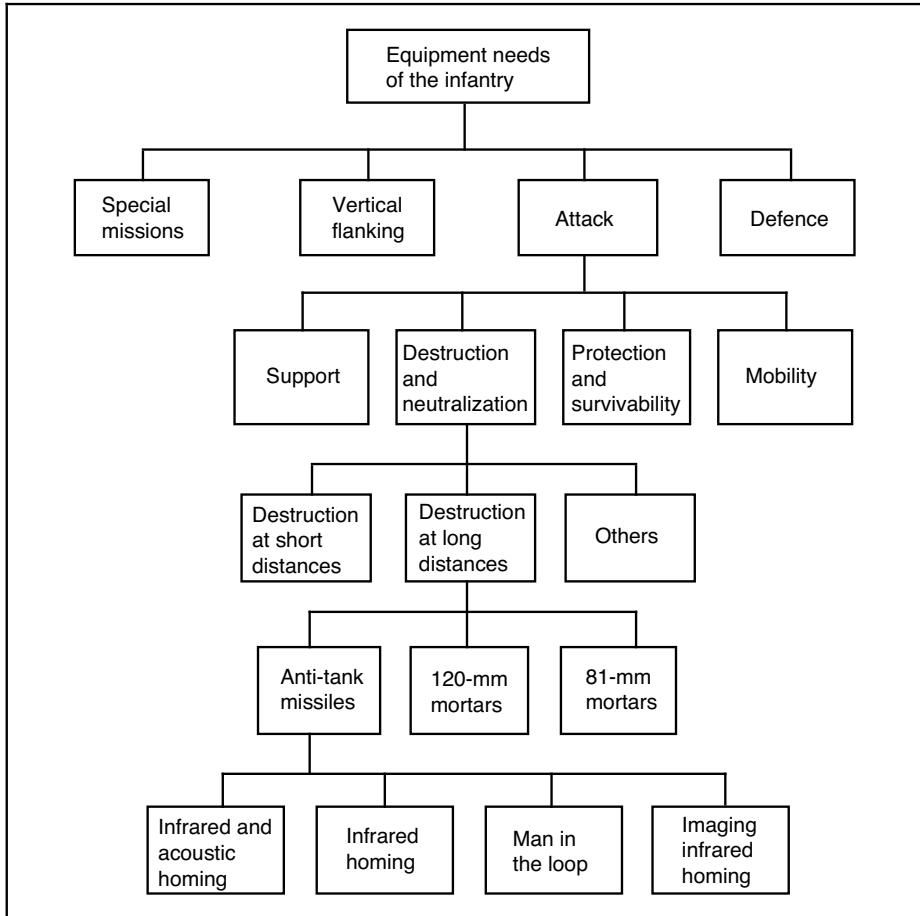 Equipment needs
of the infantry
Special
missions
Vertical
flanking
Attack
Defence
Support
Destruction
and
neutralization
Protection
and
survivability
Mobility
Destruction
at short
distances
Destruction
at long
distances
Others
Anti-tank
missiles
120-mm
mortars
81-mm
mortars
Infrared and
acoustic
homing
Infrared
homing
Man in
the loop
Imaging
infrared
homing